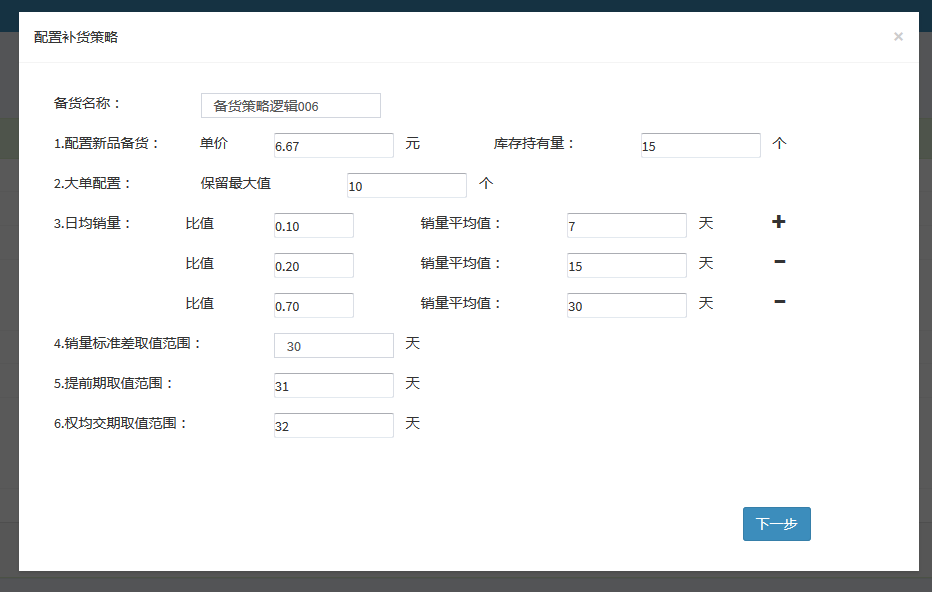 配置补货策略 ×
备货名称： 备货策略逻辑006
1.配置新品备货： 单价 6.67 元 库存持有量： 15 个
2.大单配置： 保留最大值 10 个
3.日均销量： 比值 0.10 销量平均值： 7 天 +
比值 0.20 销量平均值： 15 天 −
比值 0.70 销量平均值： 30 天 −
4.销量标准差取值范围： 30 天
5.提前期取值范围： 31 天
6.权均交期取值范围： 32 天
下一步